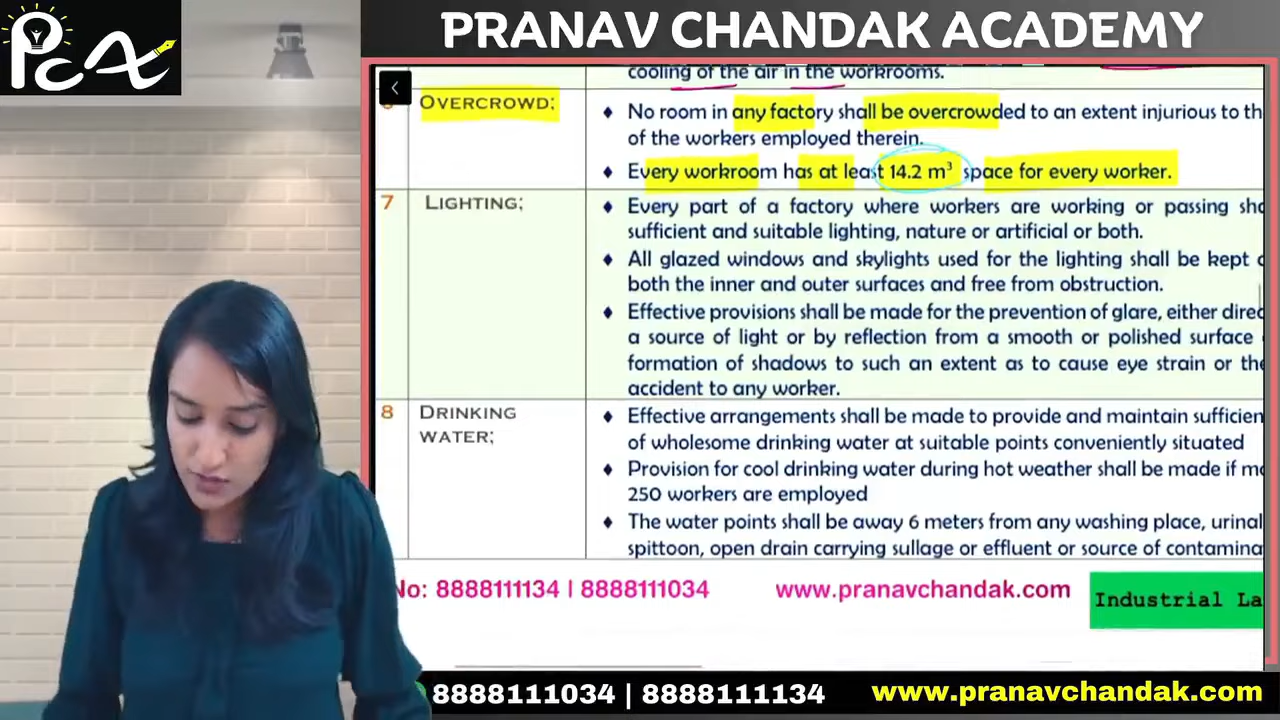 PCA
PRANAV CHANDAK ACADEMY
cooling of the air in the workrooms.
OVERCROWD;
♦ No room in any factory shall be overcrowded to an extent injurious to
of the workers employed therein.
♦ Every workroom has at least 14.2 m³ space for every worker.
7 LIGHTING;
♦ Every part of a factory where workers are working or passing
sufficient and suitable lighting, nature or artificial or both.
♦ All glazed windows and skylights used for the lighting shall be kept
both the inner and outer surfaces and free from obstruction.
♦ Effective provisions shall be made for the prevention of glare, either
a source of light or by reflection from a smooth or polished surface
formation of shadows to such an extent as to cause eye strain or
accident to any worker.
8 DRINKING
WATER;
♦ Effective arrangements shall be made to provide and maintain
of wholesome drinking water at suitable points conveniently situated
♦ Provision for cool drinking water during hot weather shall be made if
250 workers are employed
♦ The water points shall be away 6 meters from any washing place, urinal
spittoon, open drain carrying sullage or effluent or source of
No: 8888111134 | 8888111034 www.pranavchandak.com
Industrial
8888111034 | 8888111134 www.pranavchandak.com